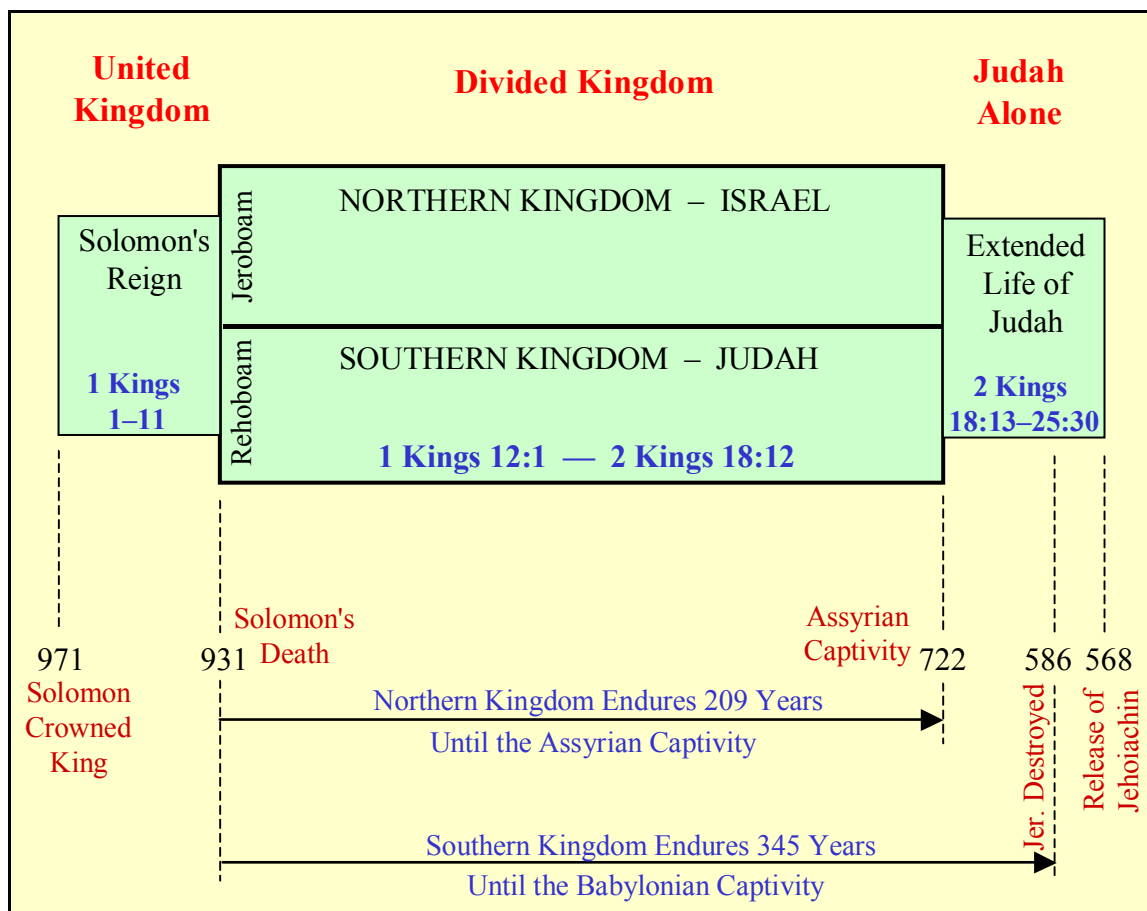 United
Kingdom
Divided Kingdom
Judah
Alone
Solomon's
Reign
1 Kings
1–11
Jeroboam
NORTHERN KINGDOM – ISRAEL
Rehoboam
SOUTHERN KINGDOM – JUDAH
1 Kings 12:1 — 2 Kings 18:12
Extended
Life of
Judah
2 Kings
18:13–25:30
971
Solomon
Crowned
King
931
Solomon's
Death
Assyrian
Captivity
722
586
Jer. Destroyed
568
Release of
Jehoiachin
Northern Kingdom Endures 209 Years
Until the Assyrian Captivity
Southern Kingdom Endures 345 Years
Until the Babylonian Captivity